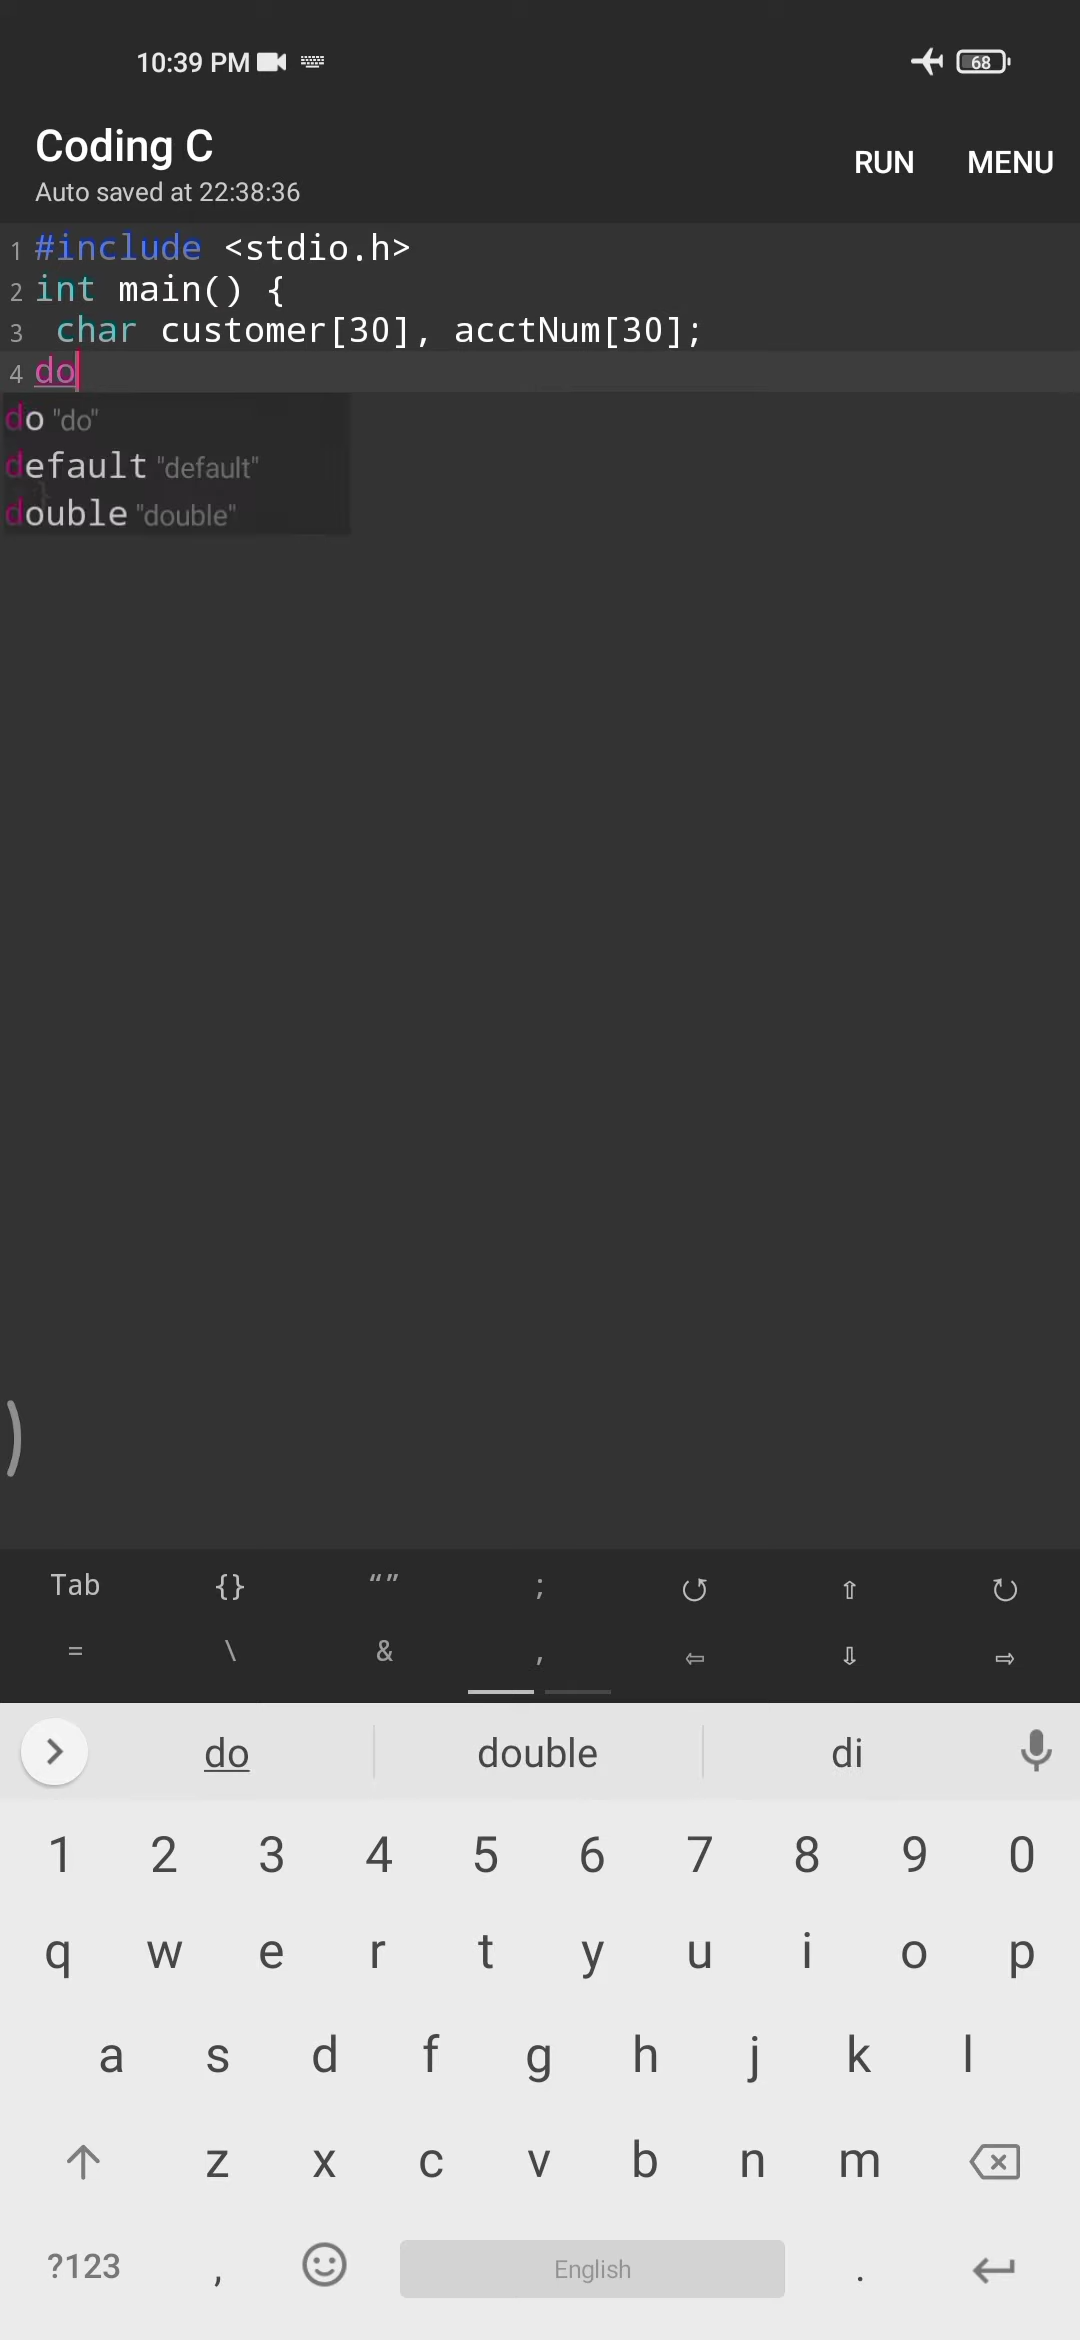 10:39 PM 68
Coding C
Auto saved at 22:38:36
RUN MENU
1 #include <stdio.h>
2 int main() {
3 char customer[30], acctNum[30];
4 do
do "do"
default "default"
}
double "double"
Tab {} “” ;
= \ & ,
do double di
1 2 3 4 5 6 7 8 9 0
q w e r t y u i o p
a s d f g h j k l
z x c v b n m
?123 , English .